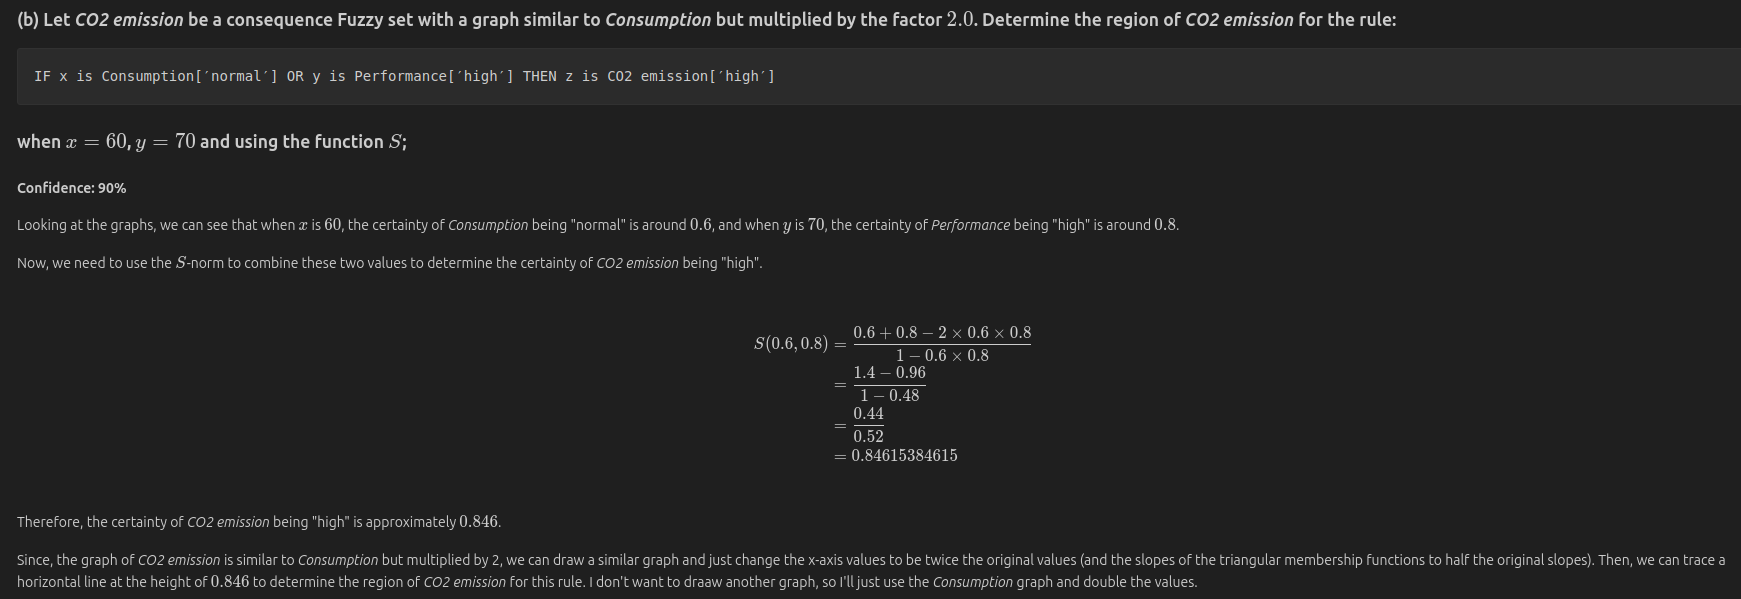 (b) Let CO2 emission be a consequence Fuzzy set with a graph similar to Consumption but multiplied by the factor 2.0. Determine the region of CO2 emission for the rule:
IF x is Consumption[′normal′] OR y is Performance[′high′] THEN z is CO2 emission[′high′]
when x = 60, y = 70 and using the function S;
Confidence: 90%
Looking at the graphs, we can see that when x is 60, the certainty of Consumption being "normal" is around 0.6, and when y is 70, the certainty of Performance being "high" is around 0.8.
Now, we need to use the S-norm to combine these two values to determine the certainty of CO2 emission being "high".
0.6 + 0.8 − 2 × 0.6 × 0.8
S(0.6, 0.8) =
1 − 0.6 × 0.8
1.4 − 0.96
=
1 − 0.48
0.44
=
0.52
= 0.84615384615
Therefore, the certainty of CO2 emission being "high" is approximately 0.846.
Since, the graph of CO2 emission is similar to Consumption but multiplied by 2, we can draw a similar graph and just change the x-axis values to be twice the original values (and the slopes of the triangular membership functions to half the original slopes). Then, we can trace a
horizontal line at the height of 0.846 to determine the region of CO2 emission for this rule. I don't want to draaw another graph, so I'll just use the Consumption graph and double the values.